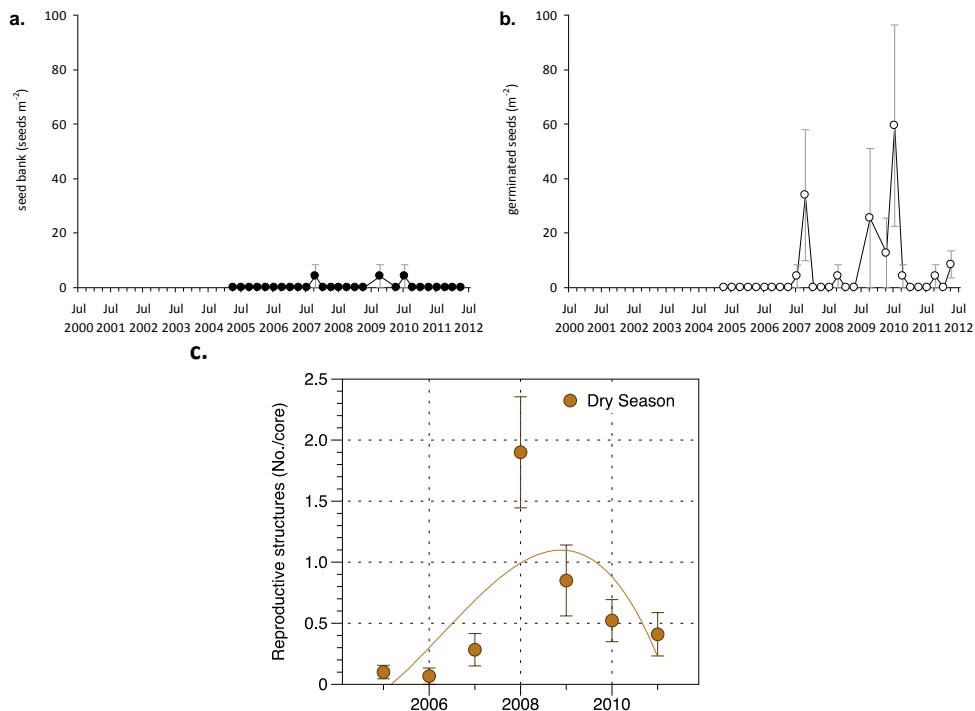 a.
seed bank (seeds m-2)
100
80
60
40
20
0
Jul Jul Jul Jul Jul Jul Jul Jul Jul Jul Jul Jul Jul
2000 2001 2002 2003 2004 2005 2006 2007 2008 2009 2010 2011 2012
b.
germinated seeds (m-2)
100
80
60
40
20
0
Jul Jul Jul Jul Jul Jul Jul Jul Jul Jul Jul Jul Jul
2000 2001 2002 2003 2004 2005 2006 2007 2008 2009 2010 2011 2012
c.
Reproductive structures (No./core)
2.5
2.0
1.5
1.0
0.5
0
Dry Season
2006 2008 2010